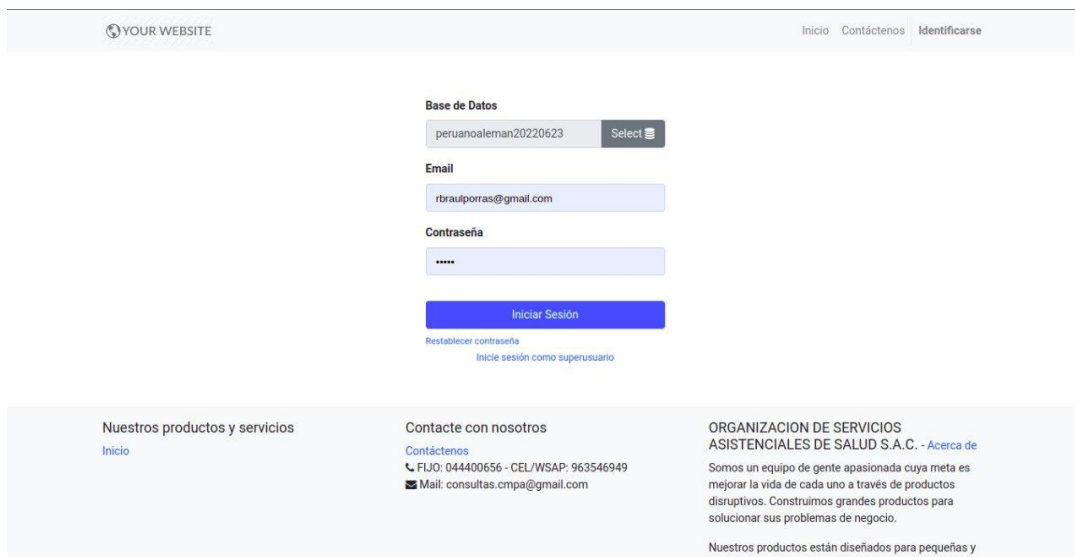 YOUR WEBSITE
Inicio Contáctenos Identificarse
Base de Datos
peruanoaleman20220623 Select
Email
rbraulporras@gmail.com
Contraseña
•••••
Iniciar Sesión
Restablecer contraseña
Inicie sesión como superusuario
Nuestros productos y servicios
Inicio
Contacte con nosotros
Contáctenos
FIJO: 044400656 - CEL/WSAP: 963546949
Mail: consultas.cmpa@gmail.com
ORGANIZACION DE SERVICIOS
ASISTENCIALES DE SALUD S.A.C. - Acerca de
Somos un equipo de gente apasionada cuya meta es
mejorar la vida de cada uno a través de productos
disruptivos. Construimos grandes productos para
solucionar sus problemas de negocio.
Nuestros productos están diseñados para pequeñas y